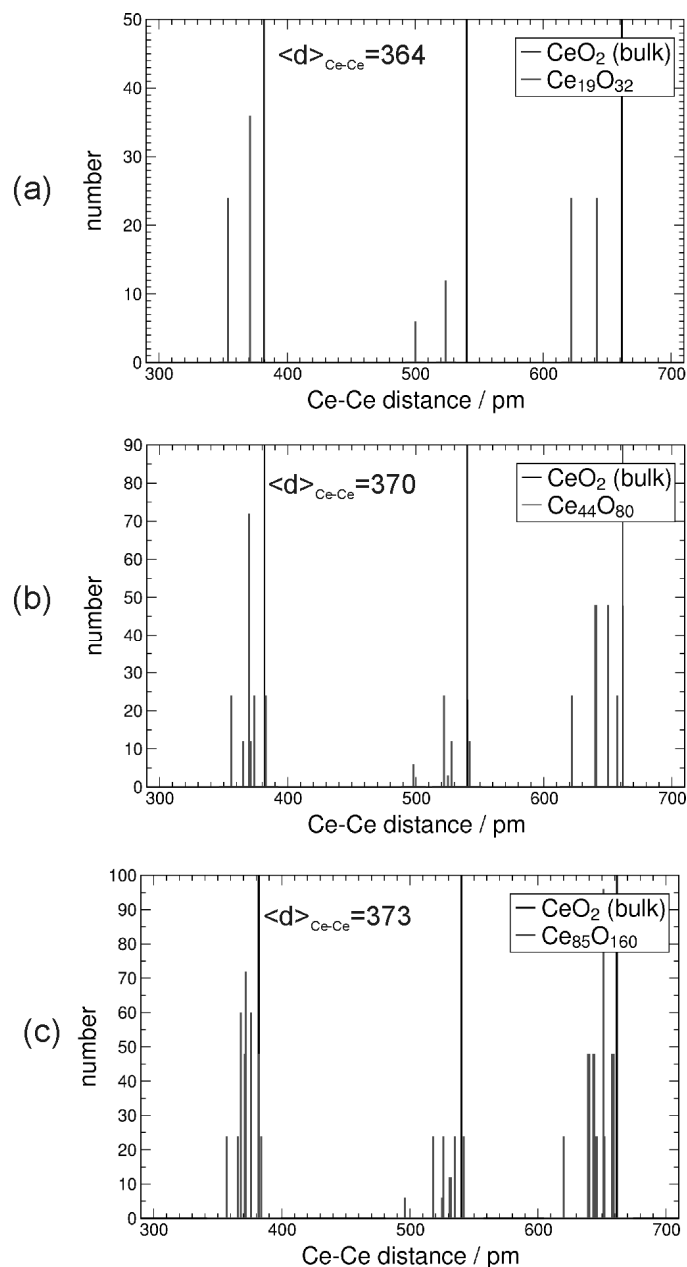 (a)
<d>Ce-Ce=364
CeO2 (bulk)
Ce19O32
number
50
40
30
20
10
0
300 400 500 600 700
Ce-Ce distance / pm
(b)
<d>Ce-Ce=370
CeO2 (bulk)
Ce44O80
number
90
80
70
60
50
40
30
20
10
0
300 400 500 600 700
Ce-Ce distance / pm
(c)
<d>Ce-Ce=373
CeO2 (bulk)
Ce85O160
number
100
90
80
70
60
50
40
30
20
10
0
300 400 500 600 700
Ce-Ce distance / pm